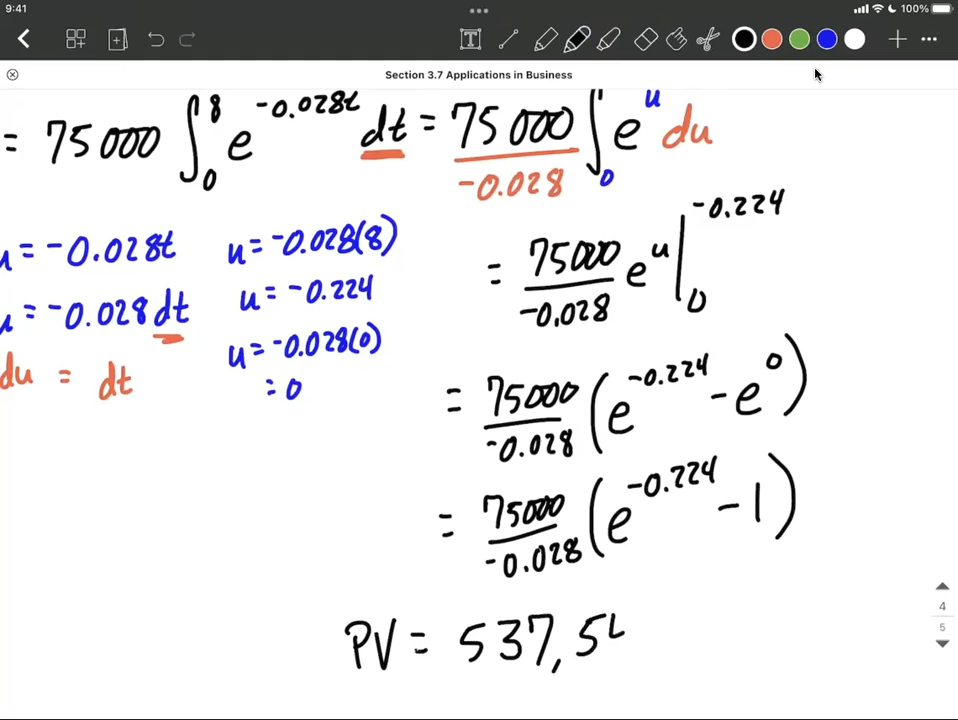 9:41 100%
T
Section 3.7 Applications in Business
= 75000 ∫₀⁸ e^(-0.028t) dt = 75000/-0.028 ∫₀ e^u du
= 75000/-0.028 e^u |₀^(-0.224)
u = -0.028t u = -0.028(8)
u = -0.224
u = -0.028 dt
u = -0.028(0)
= 0
du = dt
= 75000/-0.028 (e^(-0.224) - e^0)
= 75000/-0.028 (e^(-0.224) - 1)
4
5
PV = 537,5